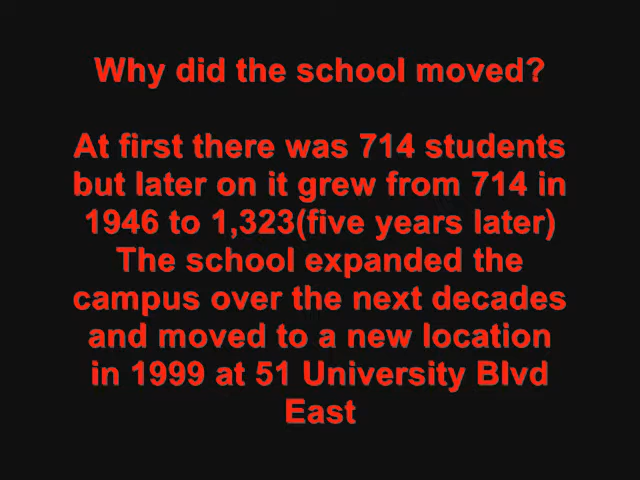 Why did the school moved?
At first there was 714 students
but later on it grew from 714 in
1946 to 1,323(five years later)
The school expanded the
campus over the next decades
and moved to a new location
in 1999 at 51 University Blvd
East